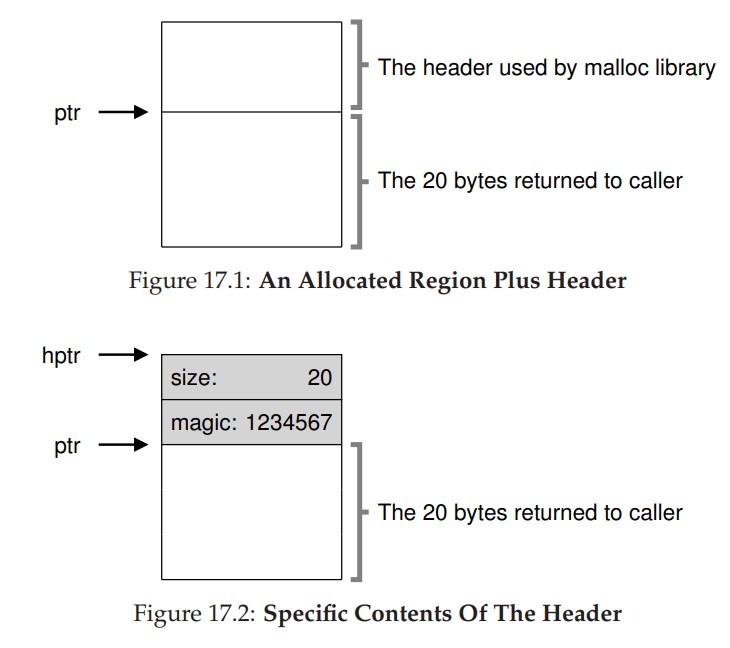 The header used by malloc library
ptr
The 20 bytes returned to caller
Figure 17.1: An Allocated Region Plus Header
hptr
size: 20
magic: 1234567
ptr
The 20 bytes returned to caller
Figure 17.2: Specific Contents Of The Header